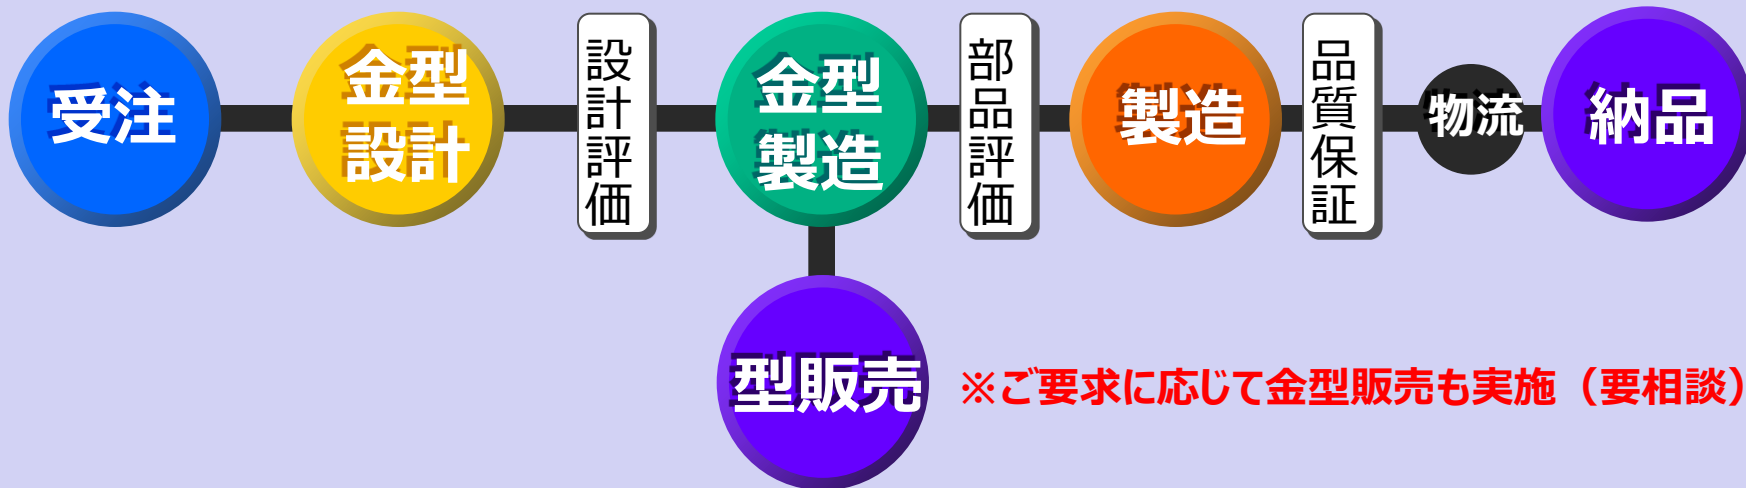 受注
金型
設計
設計評価
金型
製造
部品評価
製造
品質保証
物流
納品
型販売
※ご要求に応じて金型販売も実施（要相談）